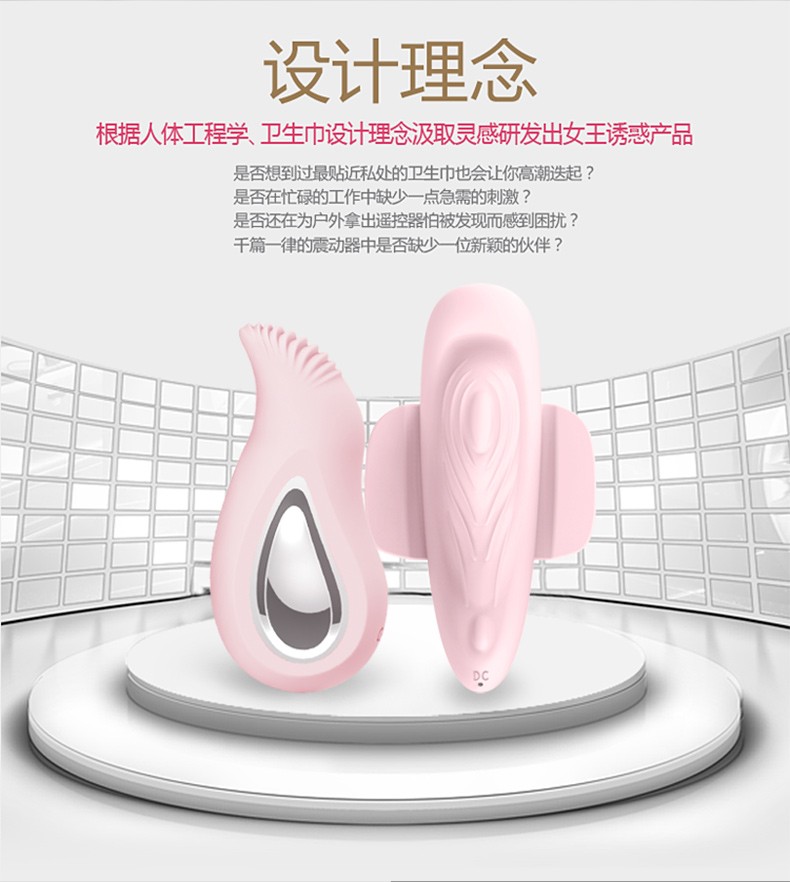 设计理念
根据人体工程学、卫生巾设计理念汲取灵感研发出女王诱惑产品
是否想到过最贴近私处的卫生巾也会让你高潮迭起？
是否在忙碌的工作中缺少一点急需的刺激？
是否还在为户外拿出遥控器怕被发现而感到困扰？
千篇一律的震动器中是否缺少一位新颖的伙伴？
DC